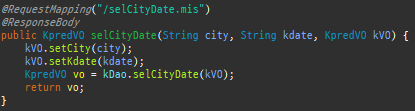 @RequestMapping("/selCityDate.mis")
@ResponseBody
public KpredVO selCityDate(String city, String kdate, KpredVO kVO) {
    kVO.setCity(city);
    kVO.setKdate(kdate);
    KpredVO vo = kDao.selCityDate(kVO);
    return vo;
}